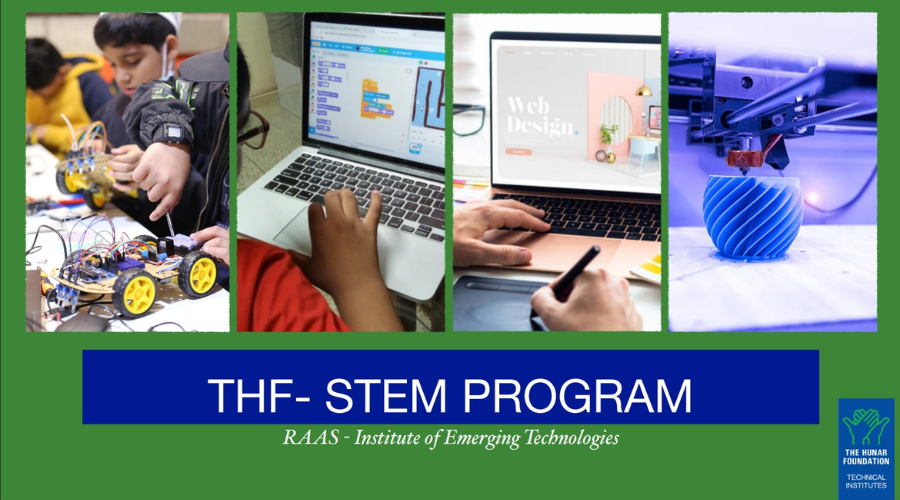 Web
Design.
THF- STEM PROGRAM
RAAS - Institute of Emerging Technologies
THE HUNAR
FOUNDATION
TECHNICAL
INSTITUTES